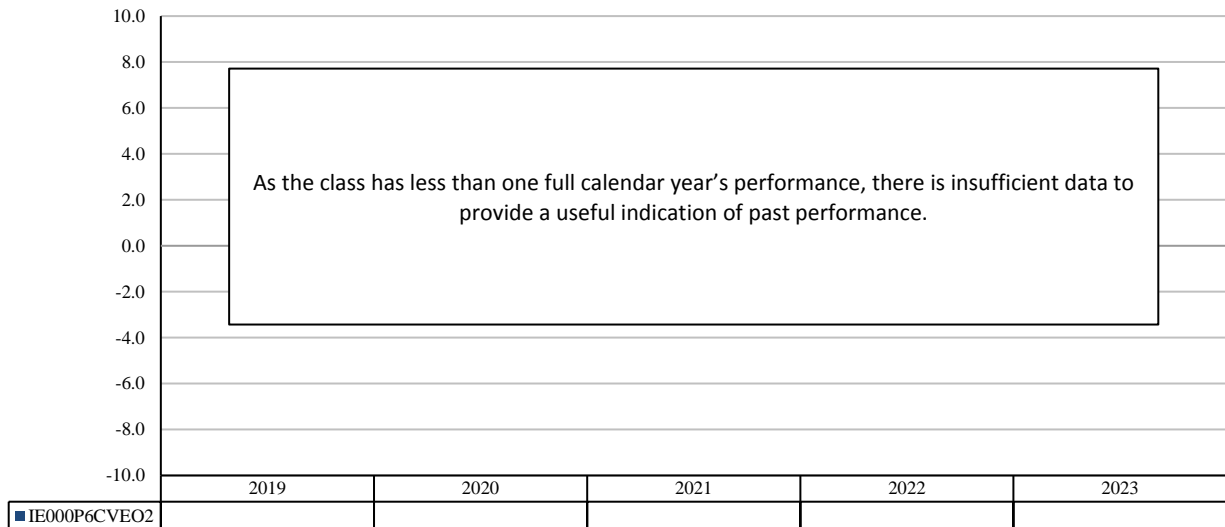 10.0
8.0
6.0
4.0
2.0
0.0
-2.0
-4.0
-6.0
-8.0
-10.0
As the class has less than one full calendar year’s performance, there is insufficient data to
provide a useful indication of past performance.
2019 2020 2021 2022 2023
IE000P6CVEO2